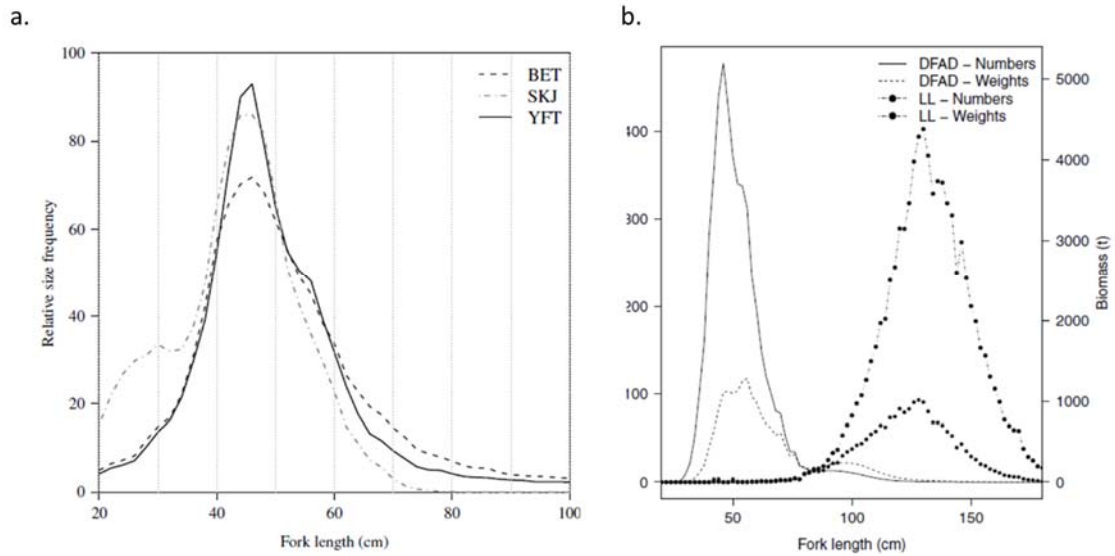 a.
100
80
60
40
20
0
Relative size frequency
BET
SKJ
YFT
20
40
60
80
100
Fork length (cm)
b.
DFAD – Numbers
DFAD – Weights
LL – Numbers
LL – Weights
400
300
200
100
0
5000
4000
3000
2000
1000
0
Biomass (t)
50
100
150
Fork length (cm)